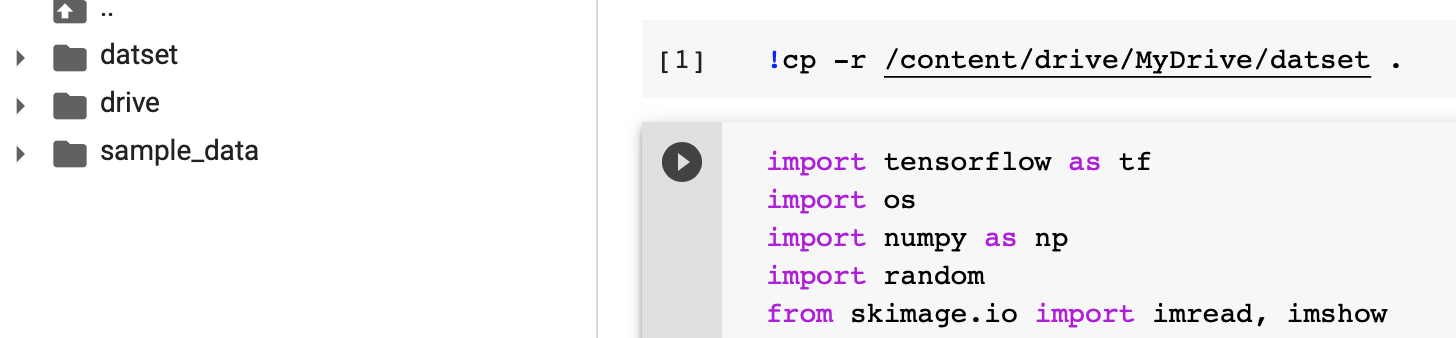 ..
datset
drive
sample_data
[1] !cp -r /content/drive/MyDrive/datset .
import tensorflow as tf
import os
import numpy as np
import random
from skimage.io import imread, imshow